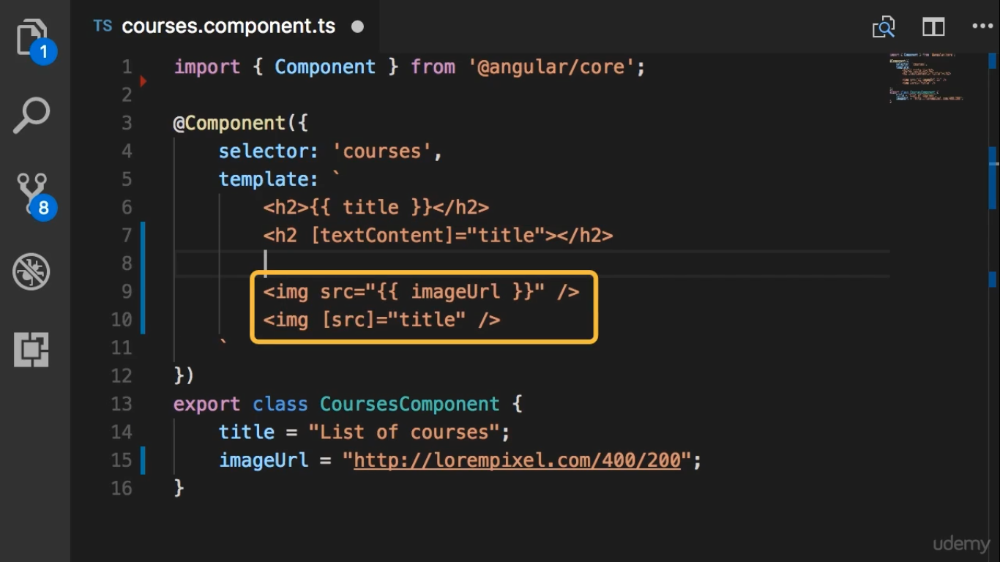 TS courses.component.ts
1
8
1 import { Component } from '@angular/core';
2
3 @Component({
4 selector: 'courses',
5 template: `
6 <h2>{{ title }}</h2>
7 <h2 [textContent]="title"></h2>
8
9 <img src="{{ imageUrl }}" />
10 <img [src]="title" />
11 `
12 })
13 export class CoursesComponent {
14 title = "List of courses";
15 imageUrl = "http://lorempixel.com/400/200";
16 }
udemy